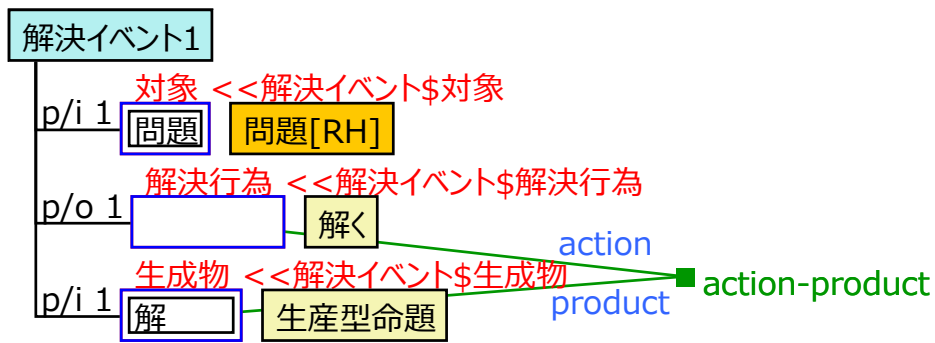 解決イベント1
対象 <<解決イベント$対象
p/i 1
問題
問題[RH]
解決行為 <<解決イベント$解決行為
p/o 1
解く
action
生成物 <<解決イベント$生成物
action-product
p/i 1
解
生産型命題
product